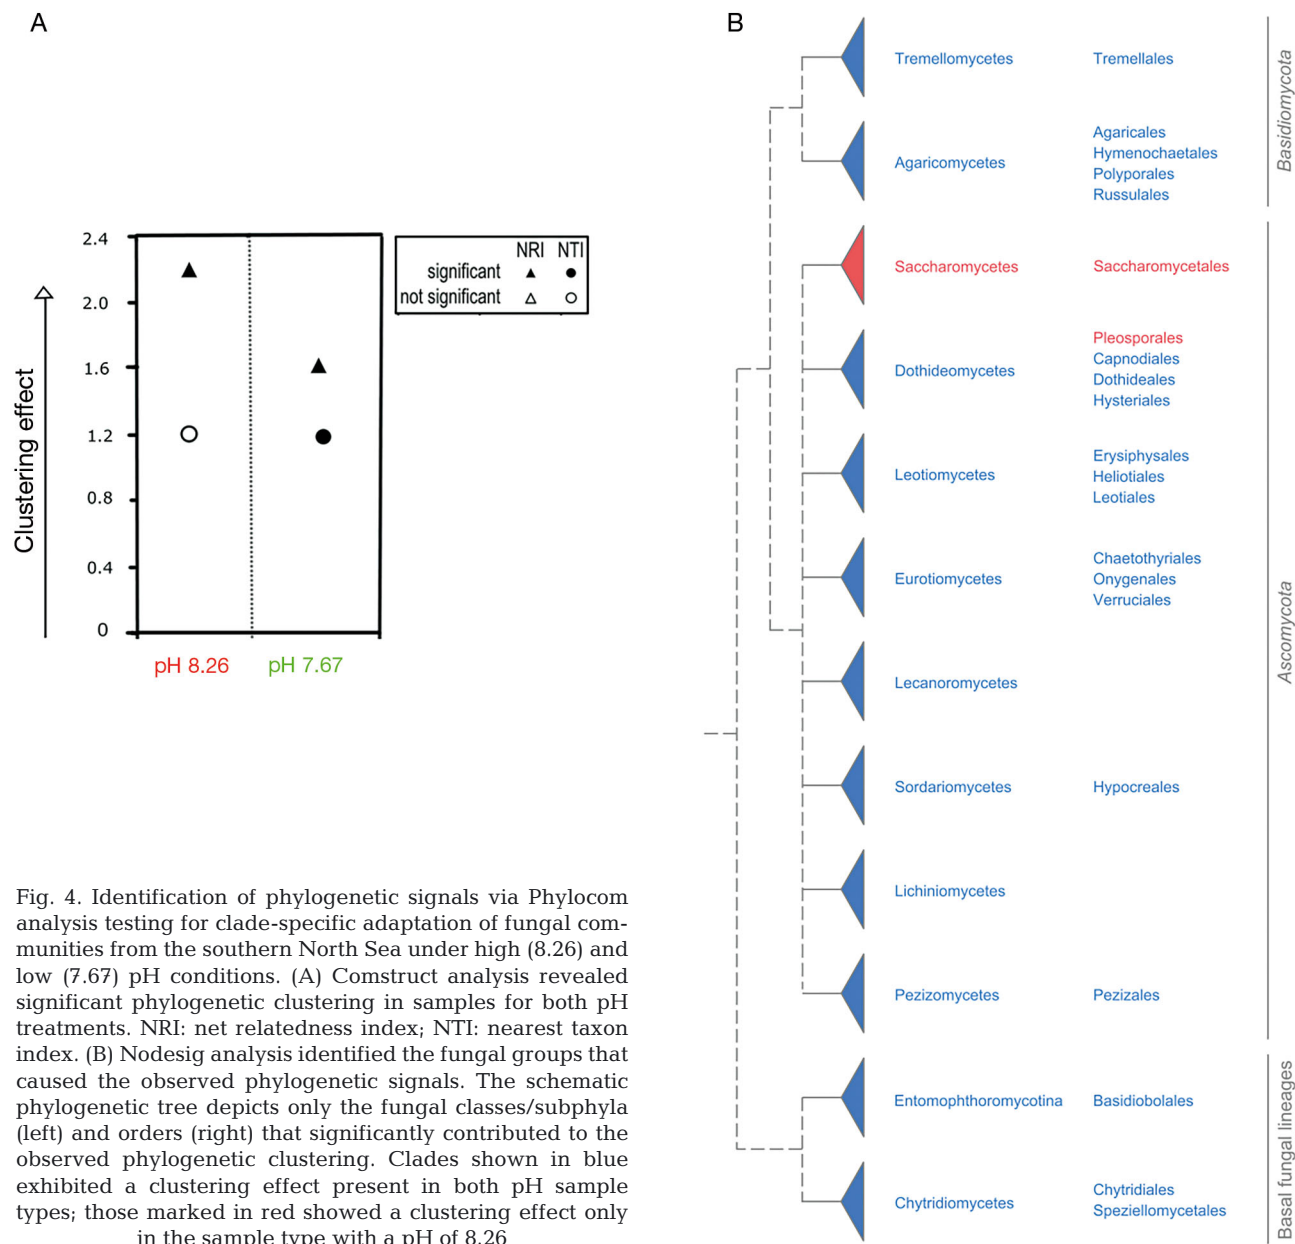 A
2.4
2.0
1.6
1.2
0.8
0.4
0
Clustering effect
pH 8.26
pH 7.67
NRI NTI
significant
not significant
Fig. 4. Identification of phylogenetic signals via Phylocom
analysis testing for clade-specific adaptation of fungal com-
munities from the southern North Sea under high (8.26) and
low (7.67) pH conditions. (A) Comstruct analysis revealed
significant phylogenetic clustering in samples for both pH
treatments. NRI: net relatedness index; NTI: nearest taxon
index. (B) Nodesig analysis identified the fungal groups that
caused the observed phylogenetic signals. The schematic
phylogenetic tree depicts only the fungal classes/subphyla
(left) and orders (right) that significantly contributed to the
observed phylogenetic clustering. Clades shown in blue
exhibited a clustering effect present in both pH sample
types; those marked in red showed a clustering effect only
in the sample type with a pH of 8.26
B
Tremellomycetes
Tremellales
Agaricomycetes
Agaricales
Hymenochaetales
Polyporales
Russulales
Basidiomycota
Saccharomycetes
Saccharomycetales
Dothideomycetes
Pleosporales
Capnodiales
Dothideales
Hysteriales
Leotiomycetes
Erysiphysales
Heliotiales
Leotiales
Eurotiomycetes
Chaetothyriales
Onygenales
Verruciales
Lecanoromycetes
Sordariomycetes
Hypocreales
Lichiniomycetes
Pezizomycetes
Pezizales
Ascomycota
Entomophthoromycotina
Basidiobolales
Chytridiomycetes
Chytridiales
Speziellomycetales
Basal fungal lineages